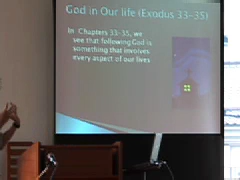 God in Our life (Exodus 33-35)
In Chapters 33-35, we
see that following God is
something that involves
every aspect of our lives